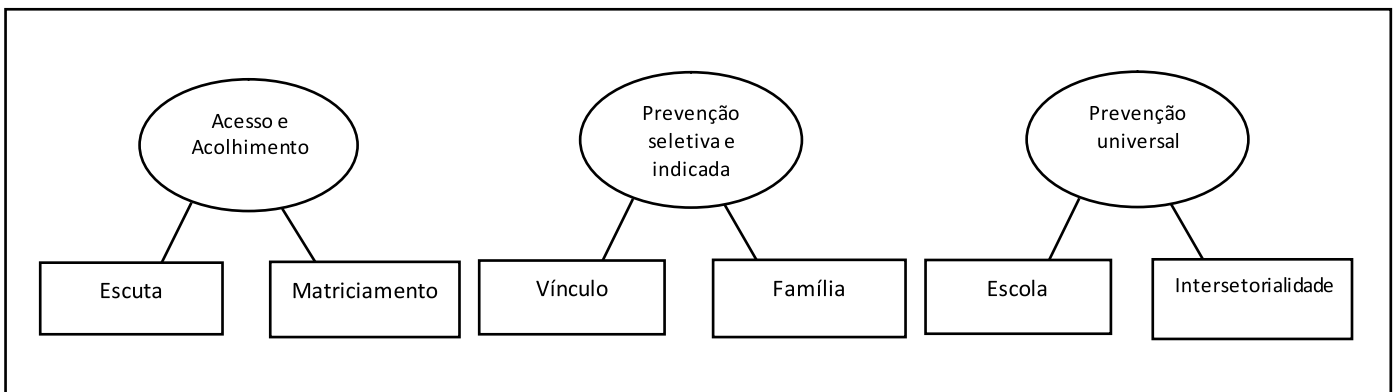 Acesso e
Acolhimento
Prevenção
seletiva e
indicada
Prevenção
universal
Escuta
Matriciamento
Vínculo
Família
Escola
Intersetorialidade